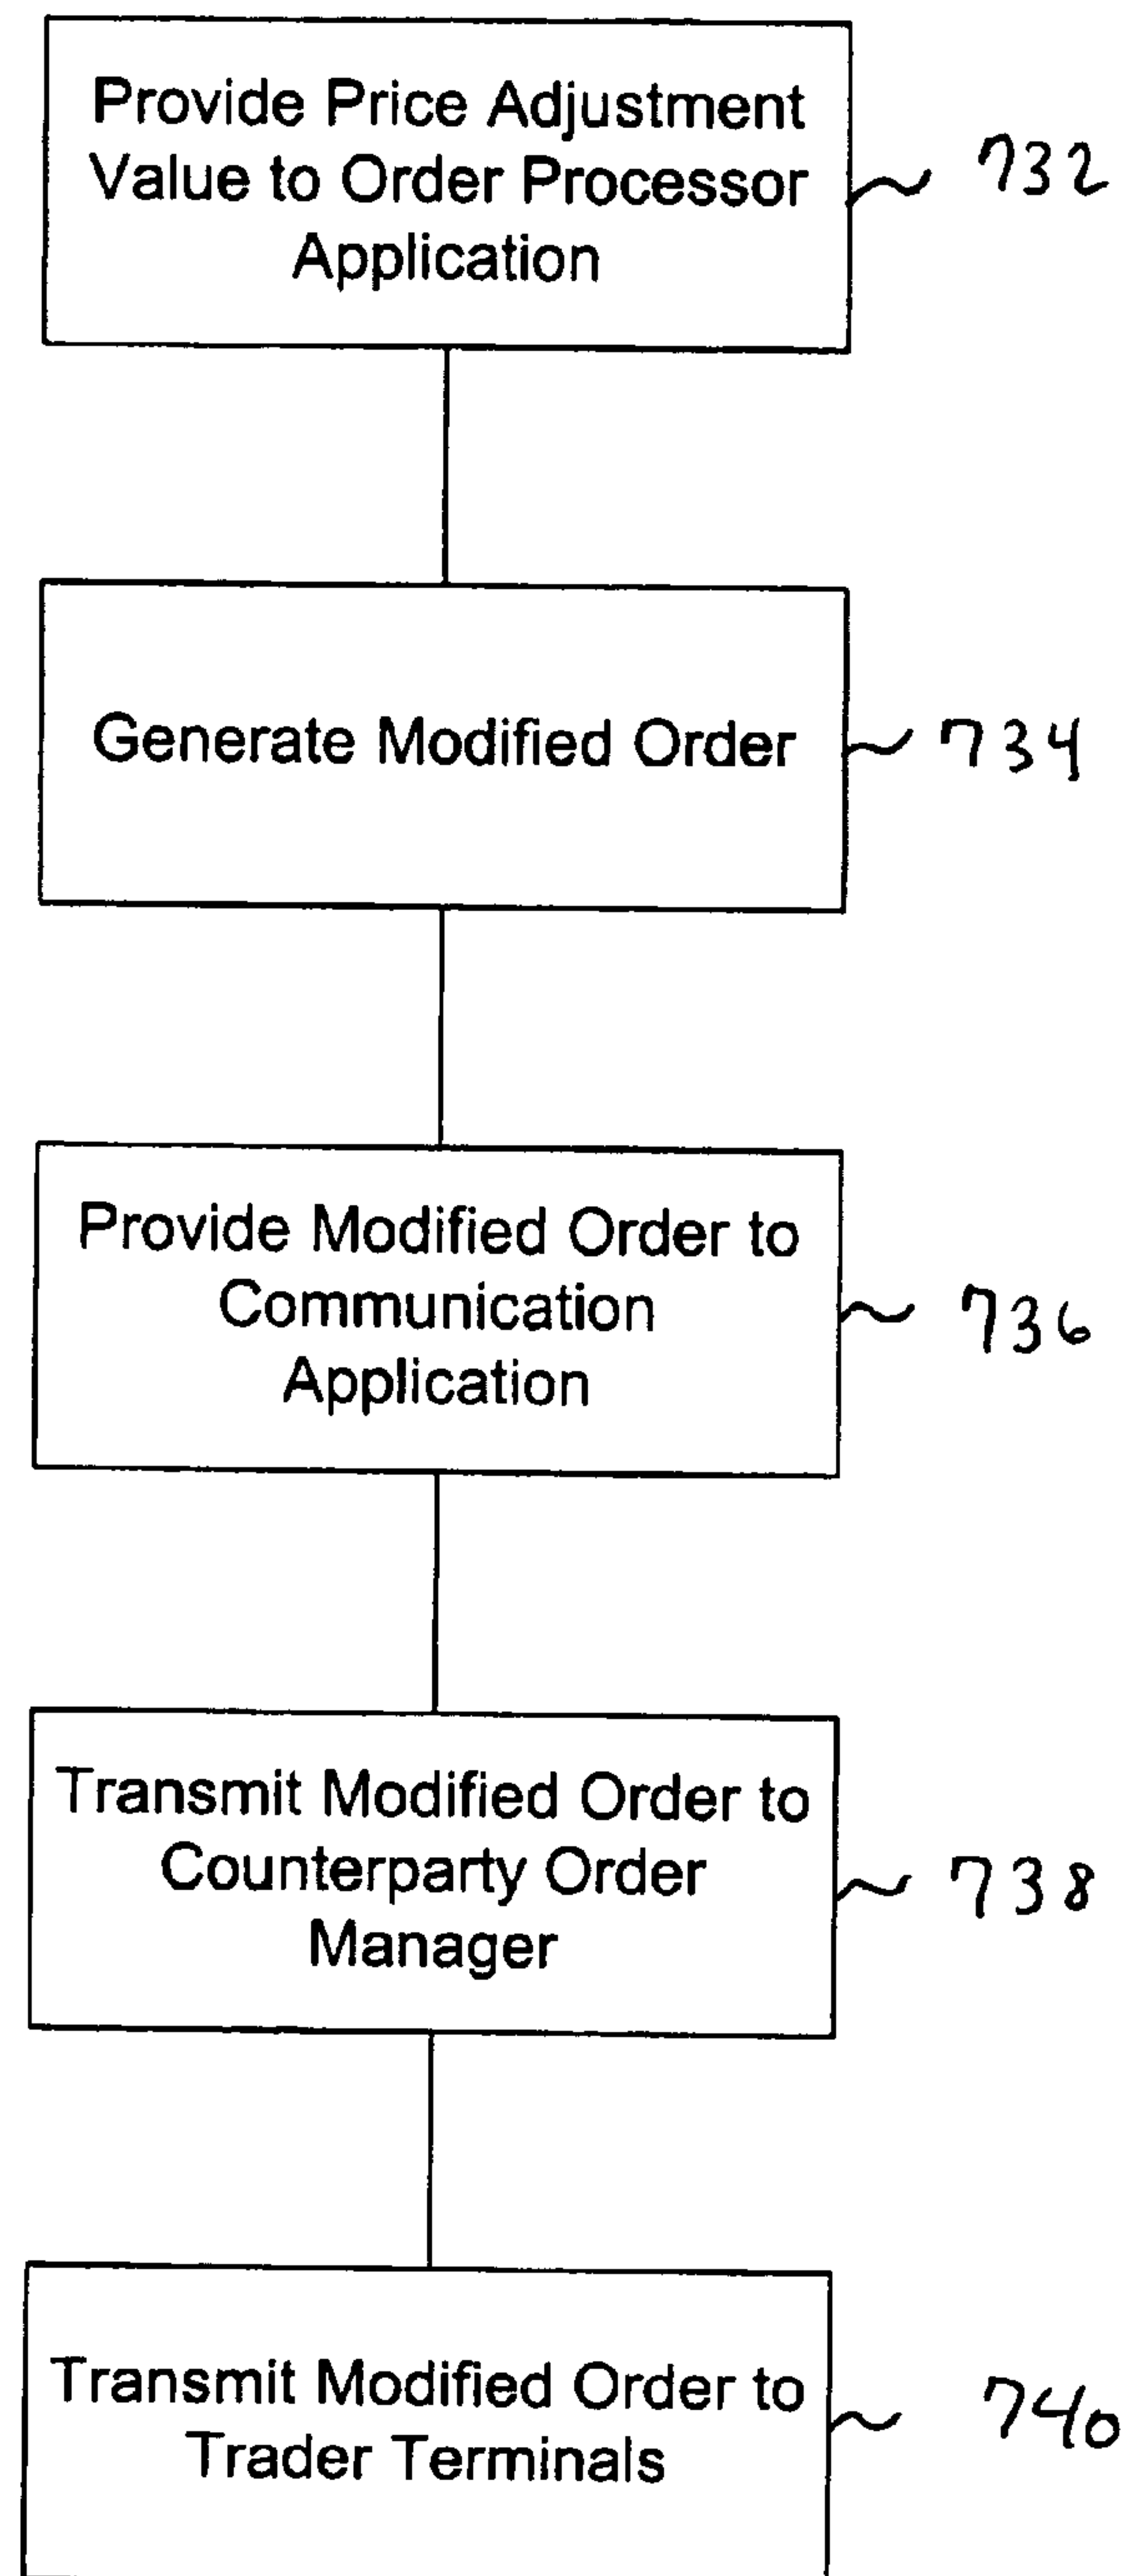 Provide Price Adjustment
Value to Order Processor
Application
732
Generate Modified Order
734
Provide Modified Order to
Communication
Application
736
Transmit Modified Order to
Counterparty Order
Manager
738
Transmit Modified Order to
Trader Terminals
740